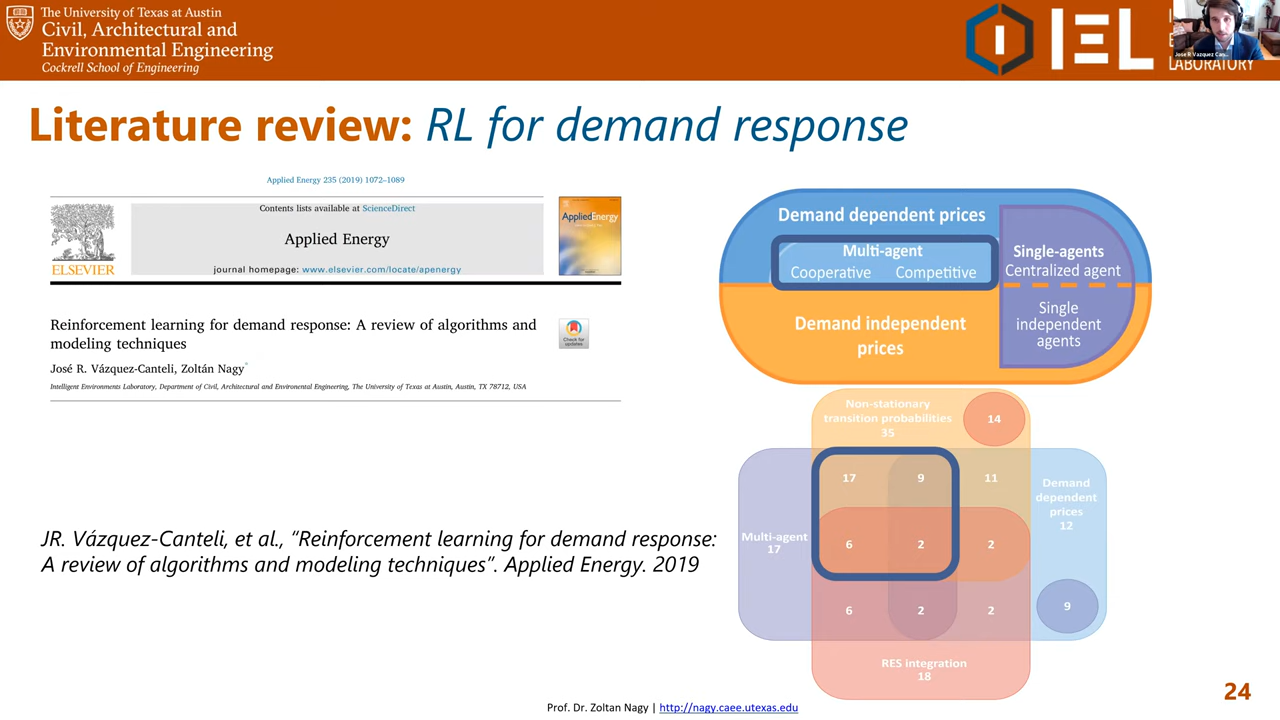 The University of Texas at Austin
Civil, Architectural and
Environmental Engineering
Cockrell School of Engineering
IEL
LABORATORY
Literature review: RL for demand response
Applied Energy 235 (2019) 1072–1089
Contents lists available at ScienceDirect
Applied Energy
journal homepage: www.elsevier.com/locate/apenergy
ELSEVIER
AppliedEnergy
Reinforcement learning for demand response: A review of algorithms and
modeling techniques
Check for
updates
José R. Vázquez-Canteli, Zoltán Nagy*
Intelligent Environments Laboratory, Department of Civil, Architectural and Environmental Engineering, The University of Texas at Austin, Austin, TX 78712, USA
JR. Vázquez-Canteli, et al., "Reinforcement learning for demand response:
A review of algorithms and modeling techniques". Applied Energy. 2019
Demand dependent prices
Multi-agent
Cooperative Competitive
Single-agents
Centralized agent
Demand independent
prices
Single
independent
agents
Non-stationary
transition probabilities
35
14
17 9 11
Demand
dependent
prices
12
Multi-agent
17
6 2 2
6 2 2
9
RES integration
18
Prof. Dr. Zoltan Nagy | http://nagy.caee.utexas.edu
24